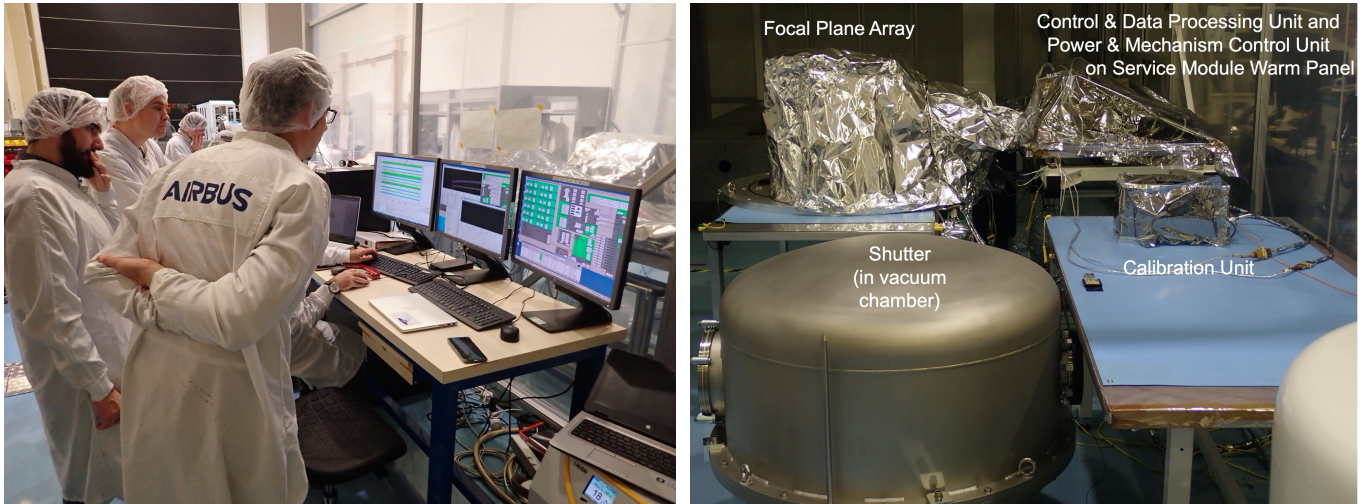 AIRBUS
Focal Plane Array
Control & Data Processing Unit and
Power & Mechanism Control Unit
on Service Module Warm Panel
Shutter
(in vacuum
chamber)
Calibration Unit